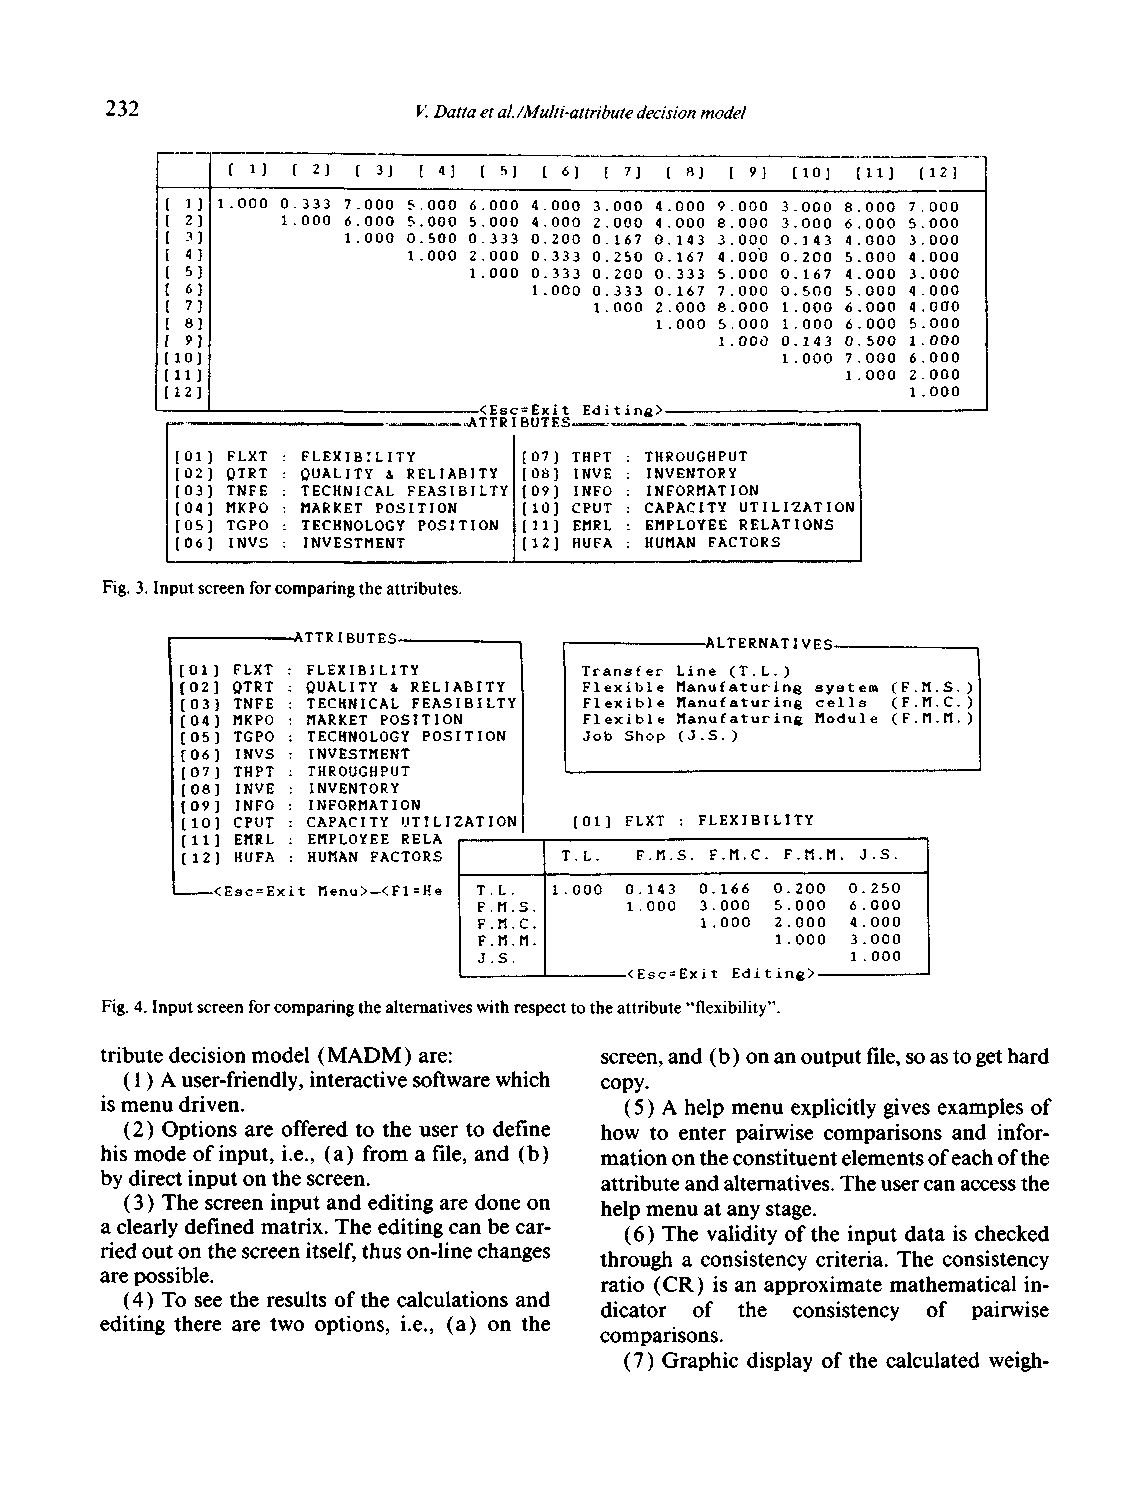 232
V. Datta et al./Multi-attribute decision model
[ 1] [ 2] [ 3] [ 4] [ 5] [ 6] [ 7] [ 8] [ 9] [10] [11] [12]
[ 1] 1.000 0.333 7.000 5.000 6.000 4.000 3.000 4.000 9.000 3.000 8.000 7.000
[ 2] 1.000 6.000 5.000 5.000 4.000 2.000 4.000 8.000 3.000 6.000 5.000
[ 3] 1.000 0.500 0.333 0.200 0.167 0.143 3.000 0.143 4.000 3.000
[ 4] 1.000 2.000 0.333 0.250 0.167 4.000 0.200 5.000 4.000
[ 5] 1.000 0.333 0.200 0.333 5.000 0.167 4.000 3.000
[ 6] 1.000 0.333 0.167 7.000 0.500 5.000 4.000
[ 7] 1.000 2.000 8.000 1.000 6.000 4.000
[ 8] 1.000 5.000 1.000 6.000 5.000
[ 9] 1.000 0.143 0.500 1.000
[10] 1.000 7.000 6.000
[11] 1.000 2.000
[12] 1.000
<Esc=Exit Editing>
ATTRIBUTES
[01] FLXT : FLEXIBILITY [07] THPT : THROUGHPUT
[02] QTRT : QUALITY & RELIABITY [08] INVE : INVENTORY
[03] TNFE : TECHNICAL FEASIBILTY [09] INFO : INFORMATION
[04] MKPO : MARKET POSITION [10] CPUT : CAPACITY UTILIZATION
[05] TGPO : TECHNOLOGY POSITION [11] EMRL : EMPLOYEE RELATIONS
[06] INVS : INVESTMENT [12] HUFA : HUMAN FACTORS
Fig. 3. Input screen for comparing the attributes.
ATTRIBUTES
[01] FLXT : FLEXIBILITY
[02] QTRT : QUALITY & RELIABITY
[03] TNFE : TECHNICAL FEASIBILTY
[04] MKPO : MARKET POSITION
[05] TGPO : TECHNOLOGY POSITION
[06] INVS : INVESTMENT
[07] THPT : THROUGHPUT
[08] INVE : INVENTORY
[09] INFO : INFORMATION
[10] CPUT : CAPACITY UTILIZATION
[11] EMRL : EMPLOYEE RELA
[12] HUFA : HUMAN FACTORS
<Esc=Exit Menu>-<F1=He
ALTERNATIVES
Transfer Line (T.L.)
Flexible Manufaturing system (F.M.S.)
Flexible Manufaturing cells (F.M.C.)
Flexible Manufaturing Module (F.M.M.)
Job Shop (J.S.)
[01] FLXT : FLEXIBILITY
T.L. F.M.S. F.M.C. F.M.M. J.S.
T.L. 1.000 0.143 0.166 0.200 0.250
F.M.S. 1.000 3.000 5.000 6.000
F.M.C. 1.000 2.000 4.000
F.M.M. 1.000 3.000
J.S. 1.000
<Esc=Exit Editing>
Fig. 4. Input screen for comparing the alternatives with respect to the attribute "flexibility".
tribute decision model (MADM) are:
(1) A user-friendly, interactive software which
is menu driven.
(2) Options are offered to the user to define
his mode of input, i.e., (a) from a file, and (b)
by direct input on the screen.
(3) The screen input and editing are done on
a clearly defined matrix. The editing can be car-
ried out on the screen itself, thus on-line changes
are possible.
(4) To see the results of the calculations and
editing there are two options, i.e., (a) on the
screen, and (b) on an output file, so as to get hard
copy.
(5) A help menu explicitly gives examples of
how to enter pairwise comparisons and infor-
mation on the constituent elements of each of the
attribute and alternatives. The user can access the
help menu at any stage.
(6) The validity of the input data is checked
through a consistency criteria. The consistency
ratio (CR) is an approximate mathematical in-
dicator of the consistency of pairwise
comparisons.
(7) Graphic display of the calculated weigh-